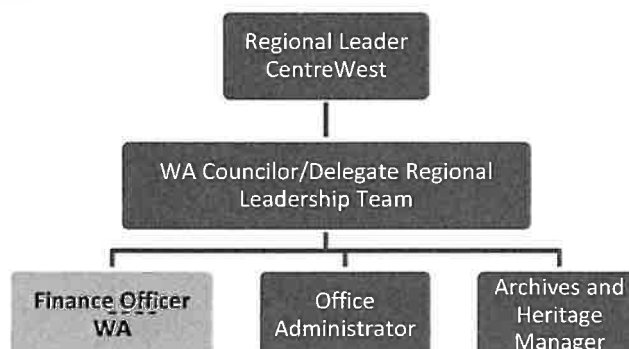 Regional Leader
CentreWest
WA Councilor/Delegate Regional
Leadership Team
Finance Officer
WA
Office
Administrator
Archives and
Heritage
Manager